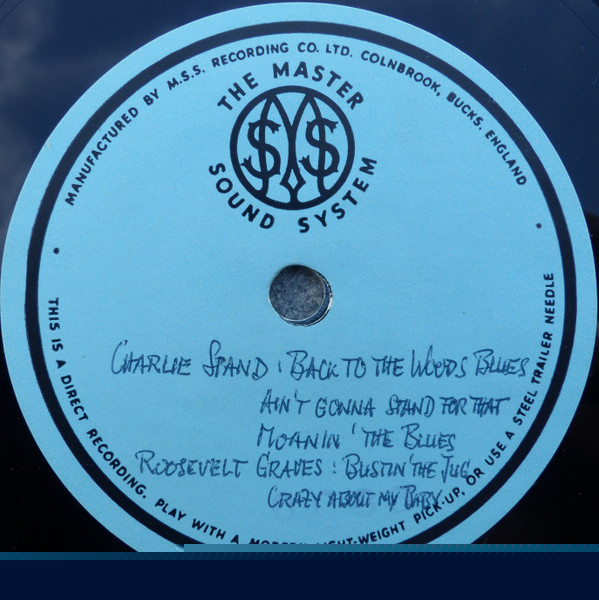 MANUFACTURED BY M.S.S. RECORDING CO. LTD. COLNBROOK, BUCKS. ENGLAND
THE MASTER
MSS
SOUND SYSTEM
CHARLIE SPAND : BACK TO THE WOODS BLUES
AIN'T GONNA STAND FOR THAT
MOANIN' THE BLUES
ROOSEVELT GRAVES : BUSTIN' THE JUG
CRAZY ABOUT MY BABY
THIS IS A DIRECT RECORDING. PLAY WITH A MODERN LIGHT-WEIGHT PICK-UP, OR USE A STEEL TRAILER NEEDLE